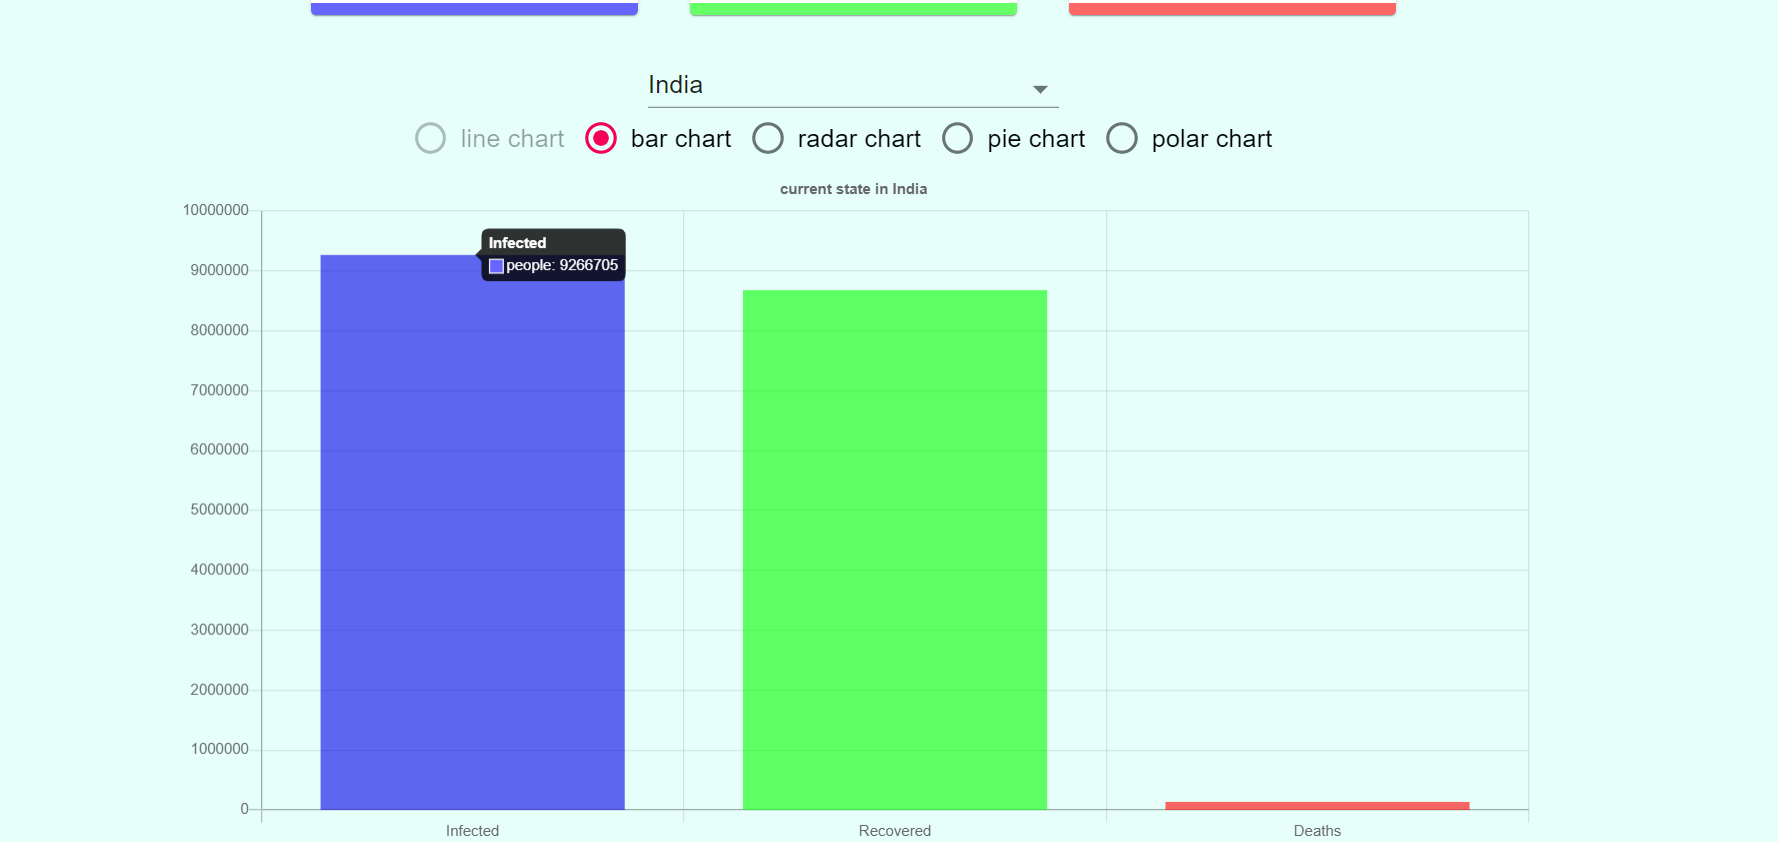 India
line chart bar chart radar chart pie chart polar chart
current state in India
10000000
Infected
people: 9266705
9000000
8000000
7000000
6000000
5000000
4000000
3000000
2000000
1000000
0
Infected Recovered Deaths